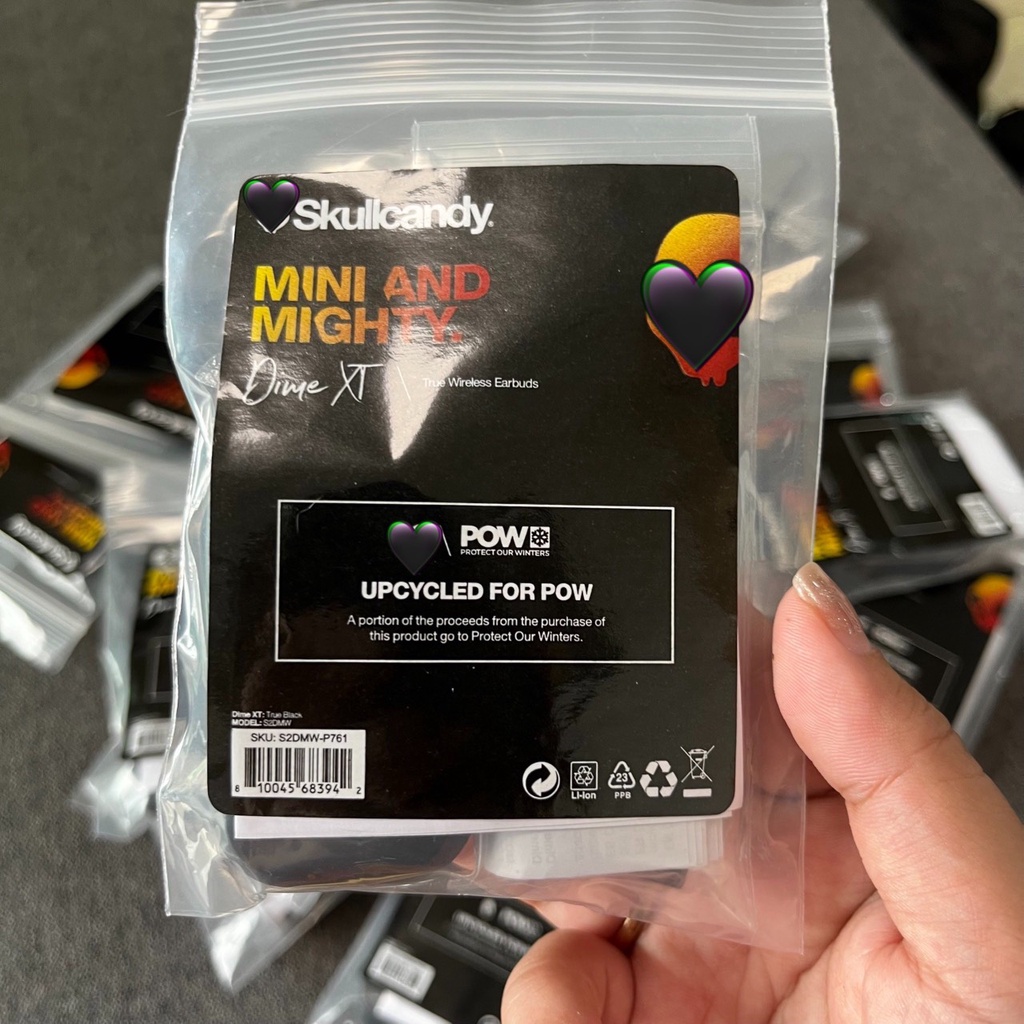 Skullcandy.
MINI AND
MIGHTY.
Dime XT
True Wireless Earbuds
POW
PROTECT OUR WINTERS
UPCYCLED FOR POW
A portion of the proceeds from the purchase of
this product go to Protect Our Winters.
Dime XT: True Black
MODEL: S2DMW
SKU: S2DMW-P761
8 10045 68394 2
Li-Ion
23
PPB